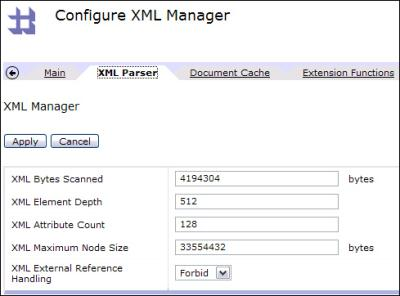 Configure XML Manager
Main XML Parser Document Cache Extension Functions
XML Manager
Apply Cancel
XML Bytes Scanned 4194304 bytes
XML Element Depth 512
XML Attribute Count 128
XML Maximum Node Size 33554432 bytes
XML External Reference Handling Forbid